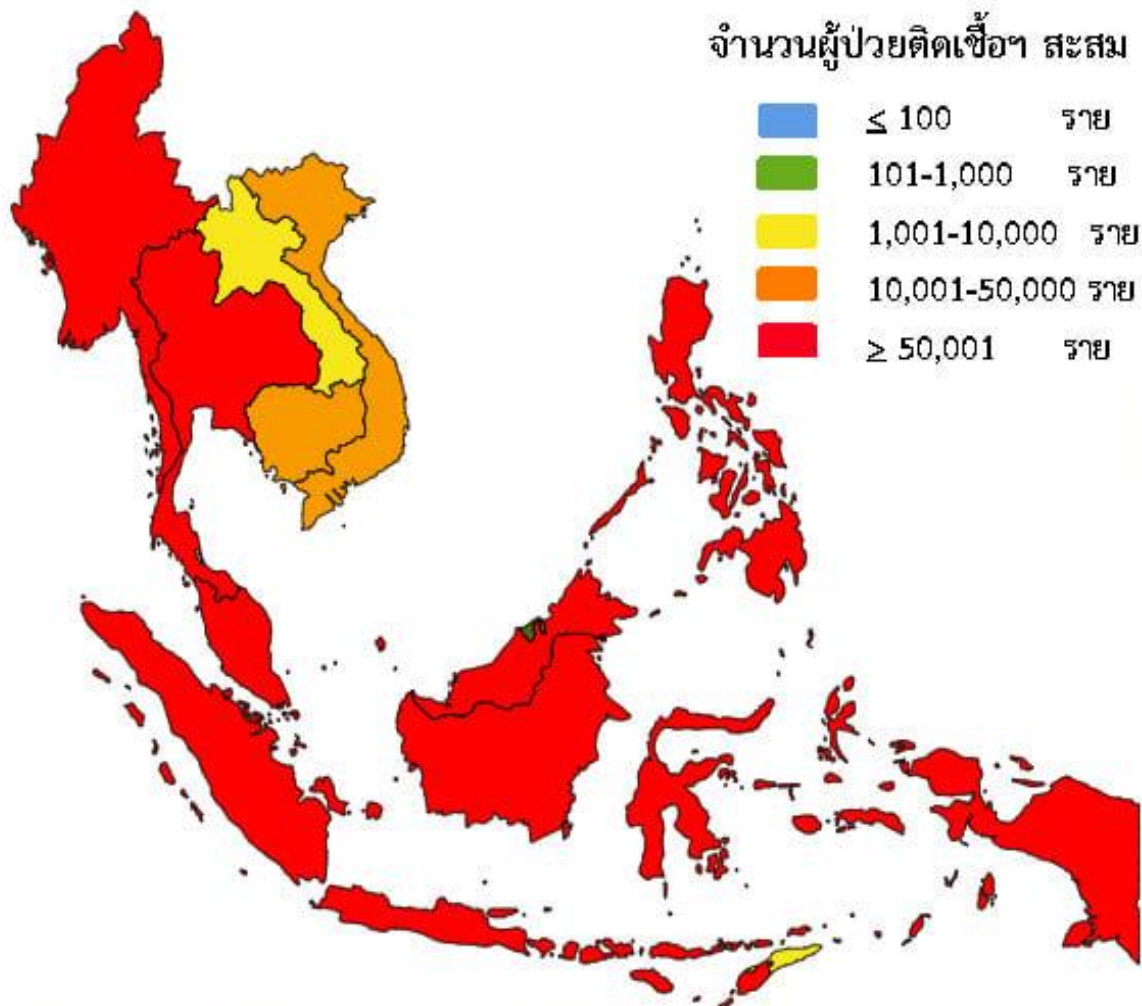 จำนวนผู้ป่วยติดเชื้อฯ สะสม
≤ 100 ราย
101-1,000 ราย
1,001-10,000 ราย
10,001-50,000 ราย
≥ 50,001 ราย